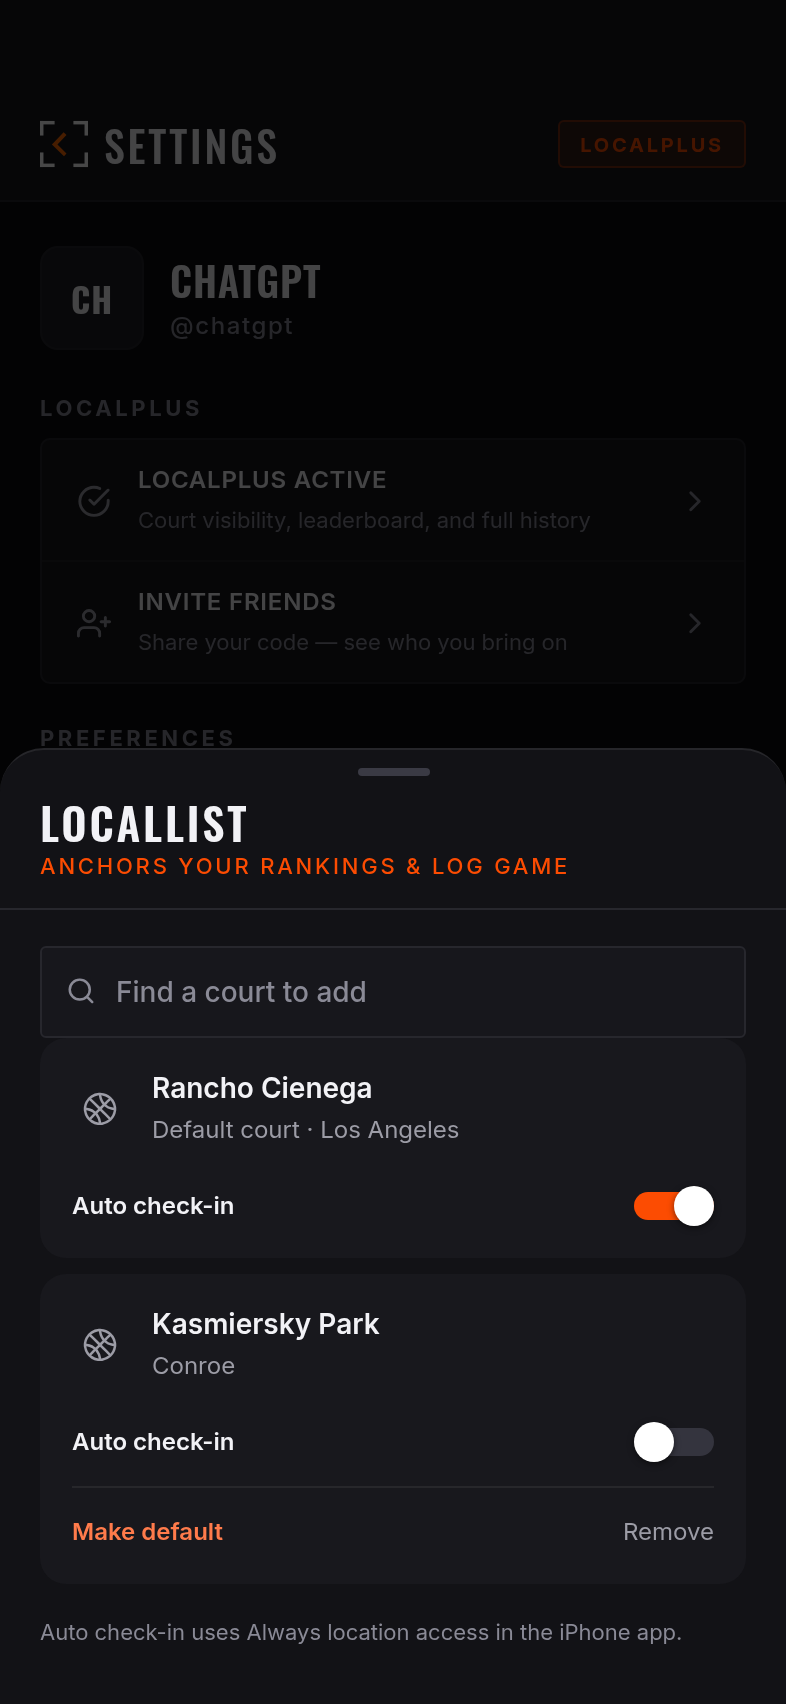 SETTINGS
LOCALPLUS
CH
CHATGPT
@chatgpt
LOCALPLUS
LOCALPLUS ACTIVE
Court visibility, leaderboard, and full history
INVITE FRIENDS
Share your code — see who you bring on
PREFERENCES
LOCALLIST
ANCHORS YOUR RANKINGS & LOG GAME
Find a court to add
Rancho Cienega
Default court · Los Angeles
Auto check-in
Kasmiersky Park
Conroe
Auto check-in
Make default
Remove
Auto check-in uses Always location access in the iPhone app.